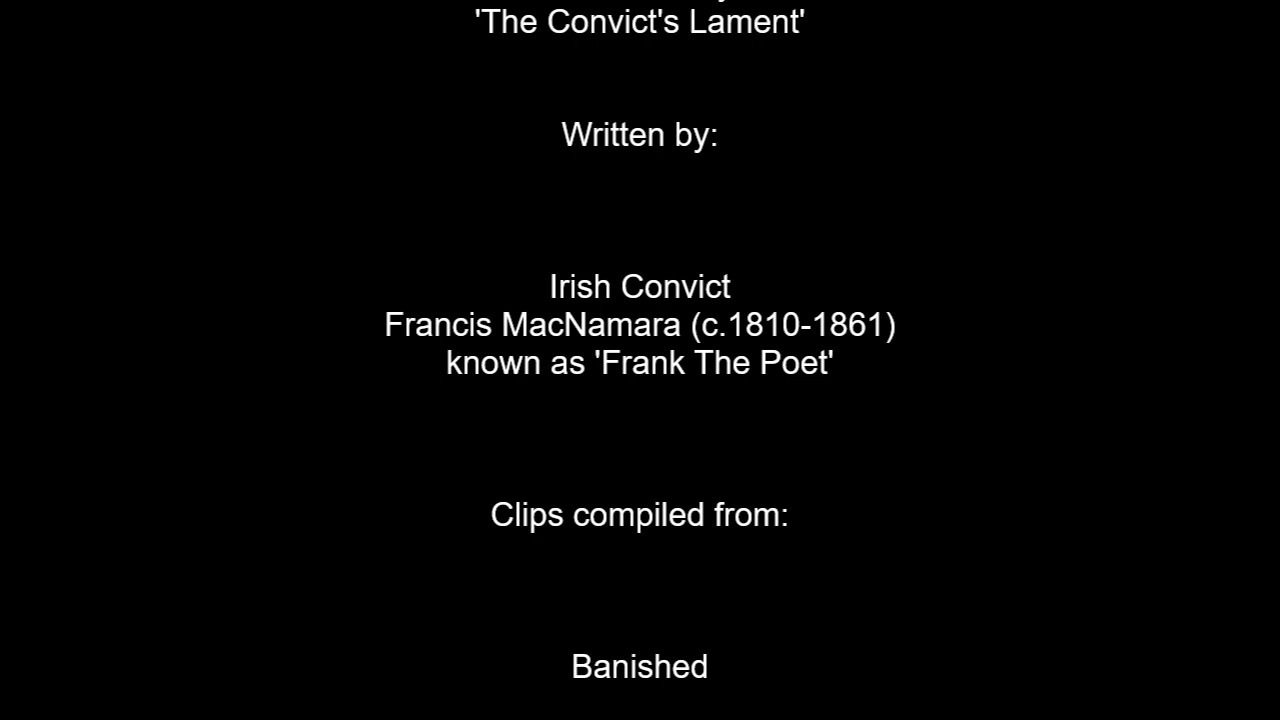 'The Convict's Lament'
Written by:
Irish Convict
Francis MacNamara (c.1810-1861)
known as 'Frank The Poet'
Clips compiled from:
Banished